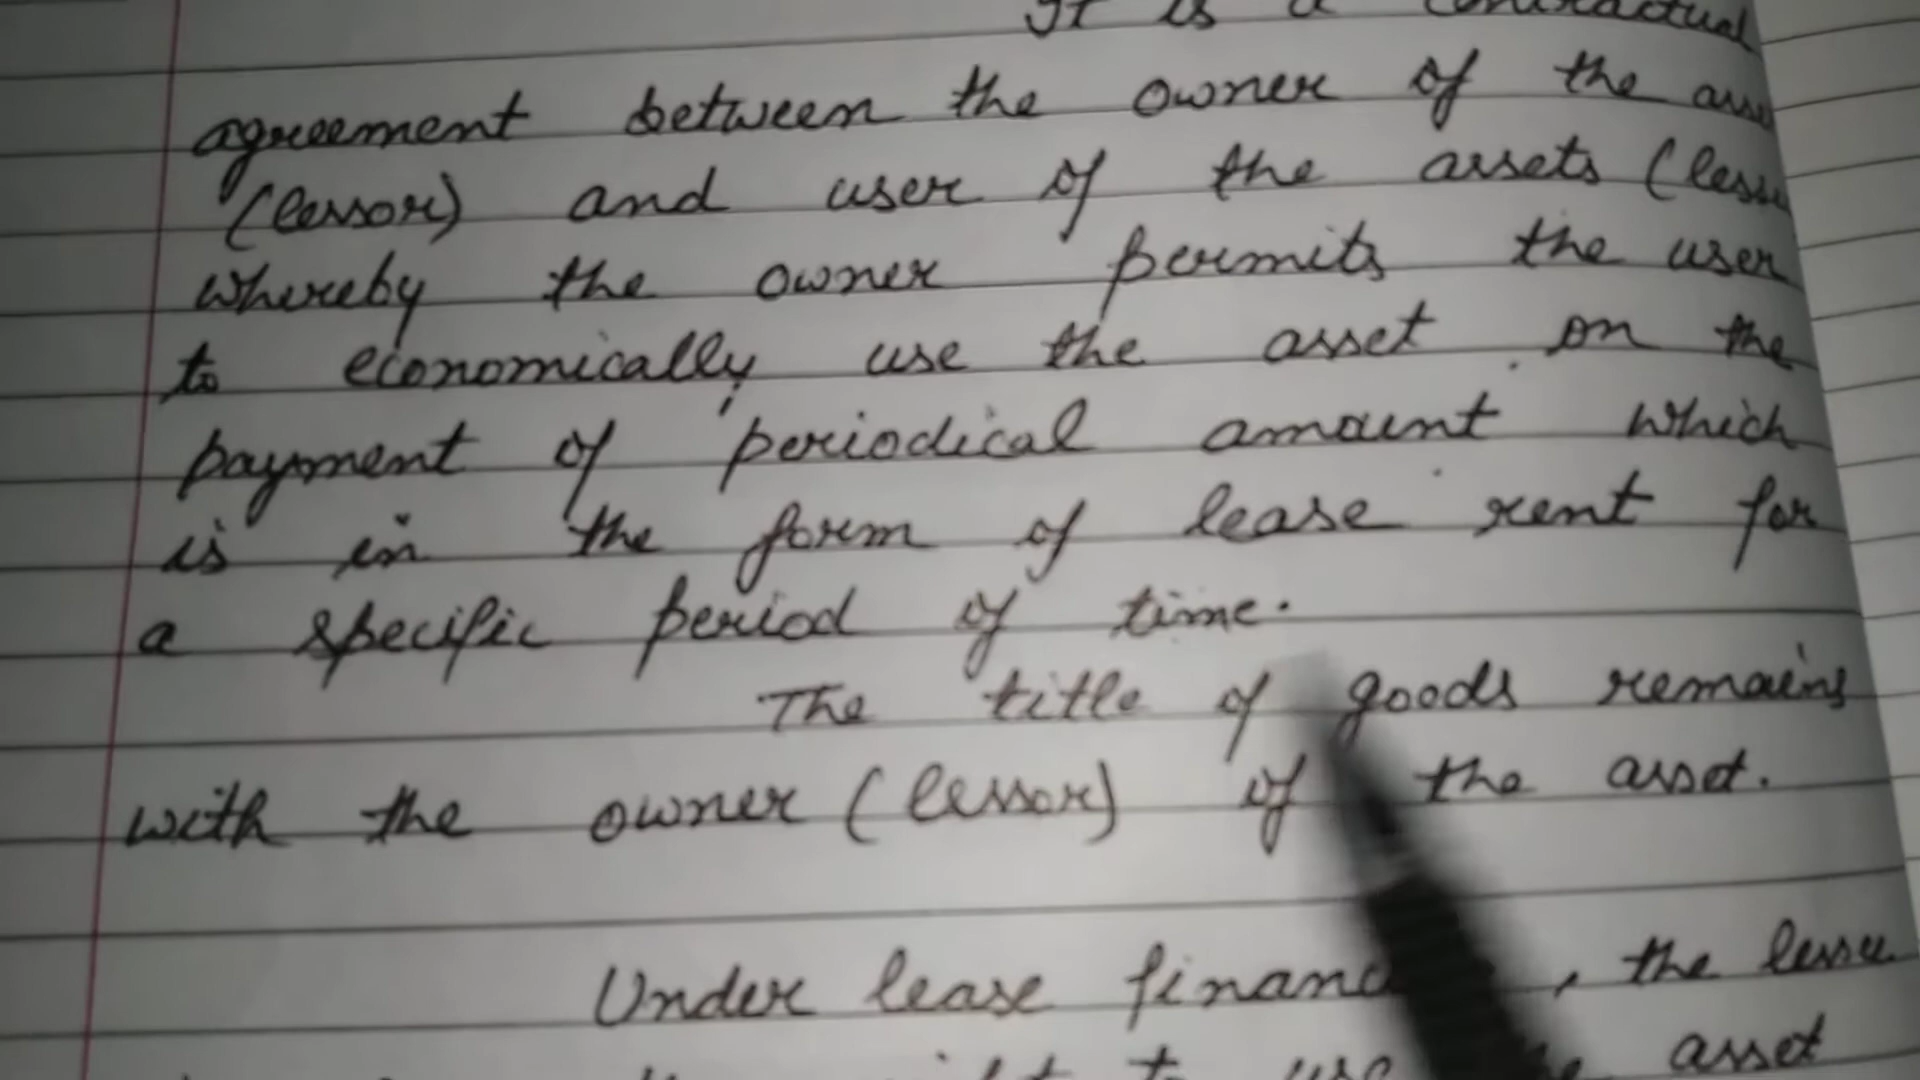 It is a contractual
agreement between the owner of the
(lessor) and user of the assets
whereby the owner permits the user
to economically use the asset on the
payment of periodical amount which
is in the form of lease rent for
a specific period of time.
The title of goods remains
with the owner (lessor) of the asset.
Under lease , the lessee
asset